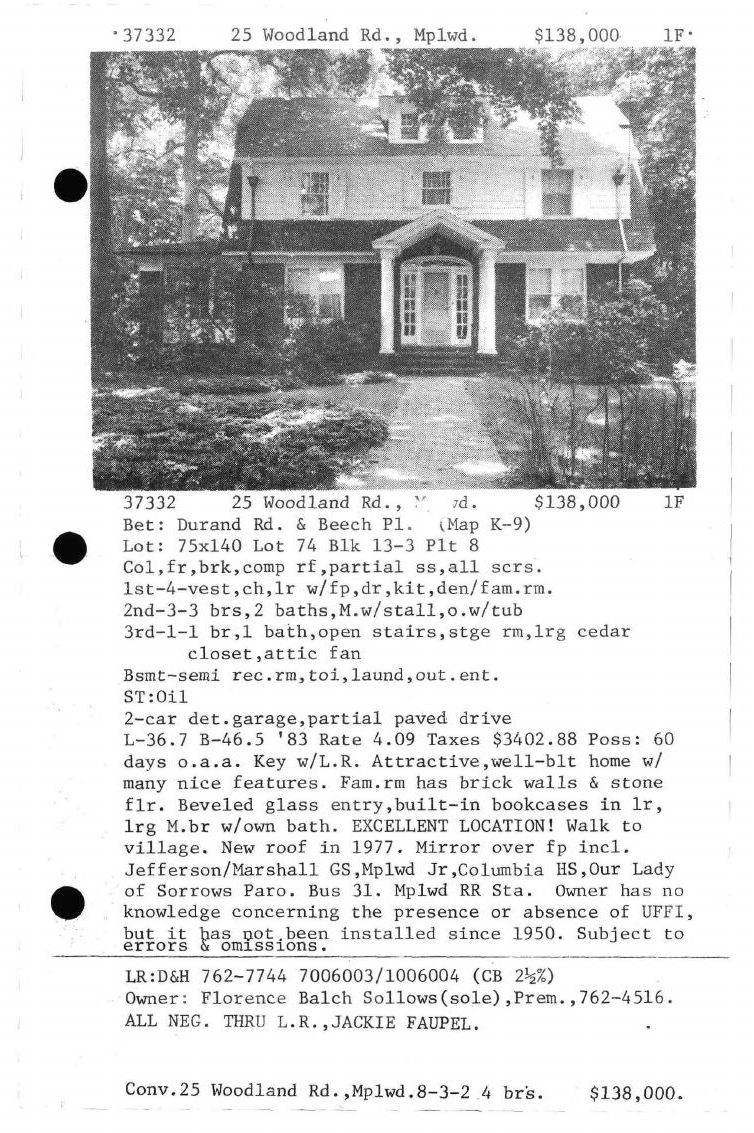 37332 25 Woodland Rd., Mplwd. $138,000 1F
37332 25 Woodland Rd., d. $138,000 1F
Bet: Durand Rd. & Beech Pl. (Map K-9)
Lot: 75x140 Lot 74 Blk 13-3 Plt 8
Col,fr,brk,comp rf,partial ss,all scrs.
1st-4-vest,ch,lr w/fp,dr,kit,den/fam.rm.
2nd-3-3 brs,2 baths,M.w/stall,o.w/tub
3rd-1-1 br,1 bath,open stairs,stge rm,lrg cedar
closet,attic fan
Bsmt-semi rec.rm,toi,laund,out.ent.
ST:Oil
2-car det.garage,partial paved drive
L-36.7 B-46.5 '83 Rate 4.09 Taxes $3402.88 Poss: 60
days o.a.a. Key w/L.R. Attractive,well-blt home w/
many nice features. Fam.rm has brick walls & stone
flr. Beveled glass entry,built-in bookcases in lr,
lrg M.br w/own bath. EXCELLENT LOCATION! Walk to
village. New roof in 1977. Mirror over fp incl.
Jefferson/Marshall GS,Mplwd Jr,Columbia HS,Our Lady
of Sorrows Paro. Bus 31. Mplwd RR Sta. Owner has no
knowledge concerning the presence or absence of UFFI,
but it has not been installed since 1950. Subject to
errors & omissions.
LR:D&H 762-7744 7006003/1006004 (CB 2½%)
Owner: Florence Balch Sollows(sole),Prem.,762-4516.
ALL NEG. THRU L.R.,JACKIE FAUPEL.
Conv.25 Woodland Rd.,Mplwd.8-3-2 4 brs. $138,000.